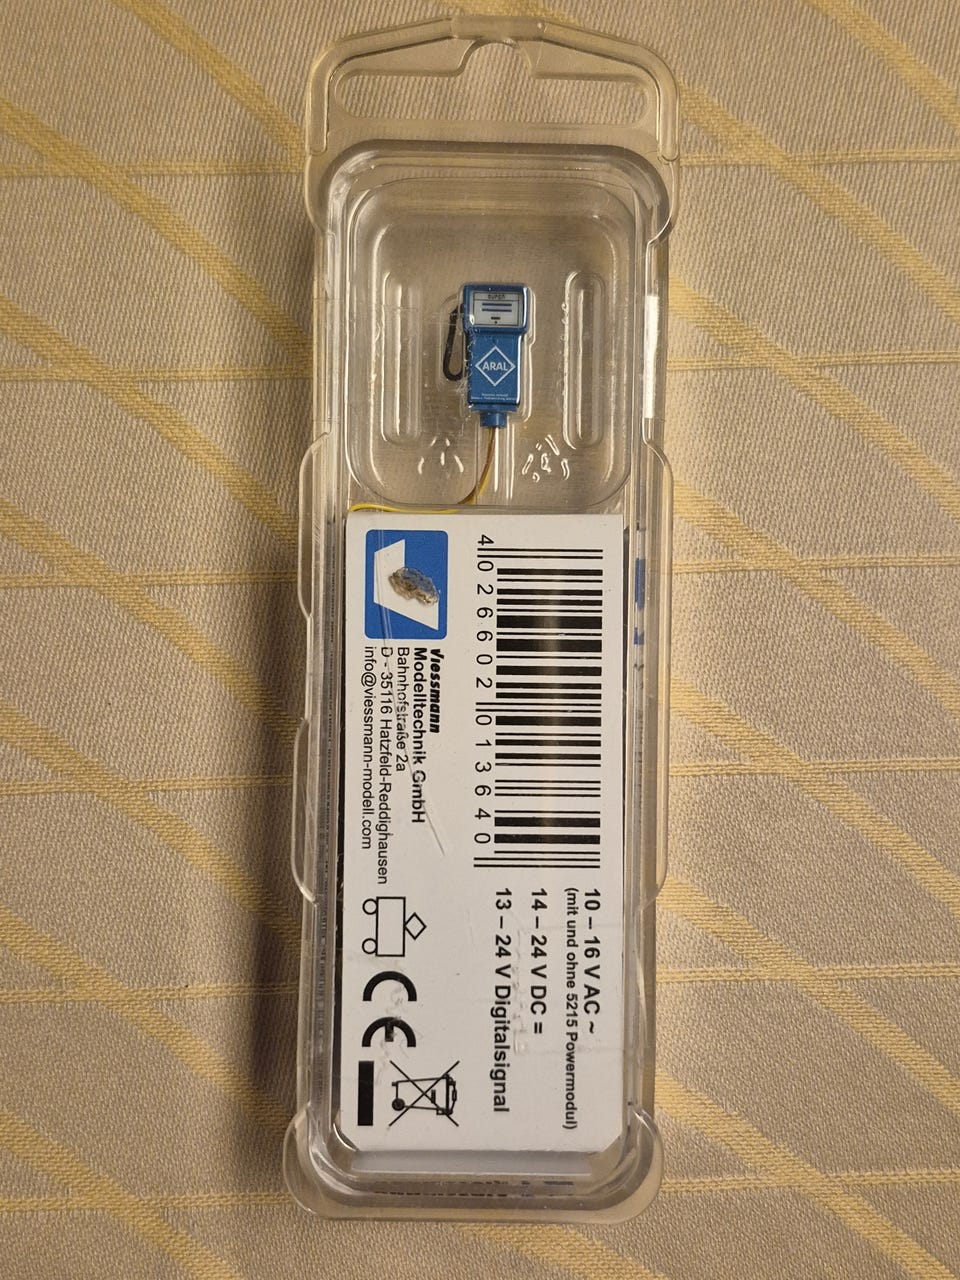 super
ARAL
4 026602 013640
Viessmann
Modelltechnik GmbH
Bahnhofstraße 2a
D - 35116 Hatzfeld-Reddighausen
info@viessmann-modell.com
10 – 16 V AC ~
(mit und ohne 5215 Powermodul)
14 – 24 V DC =
13 – 24 V Digitalsignal
CE